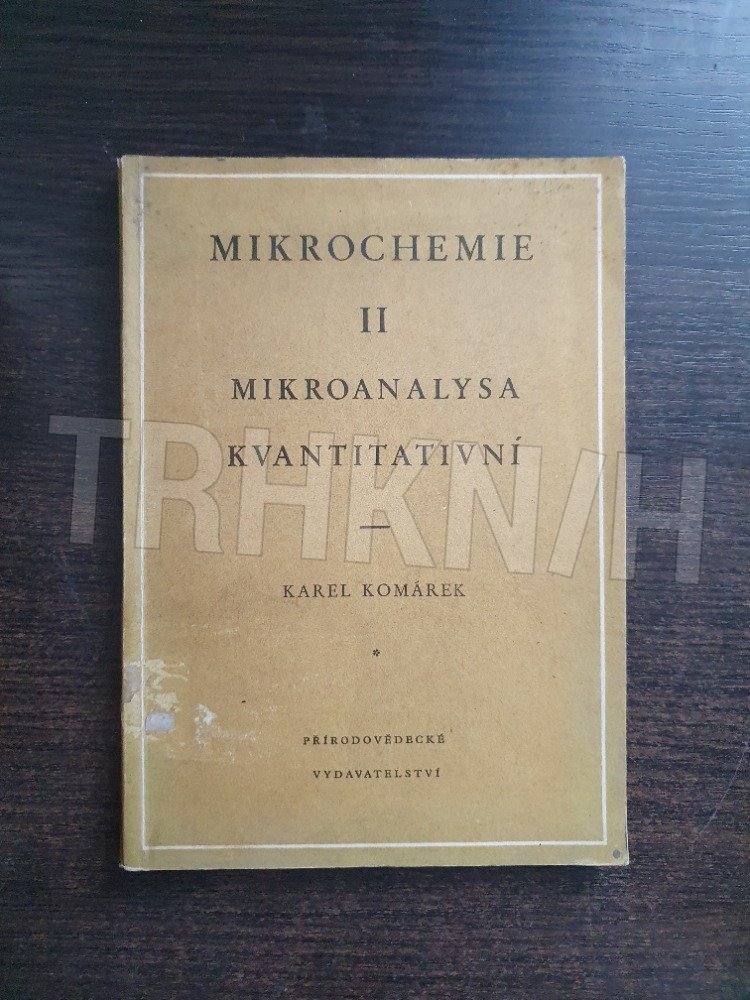 MIKROCHEMIE
II
MIKROANALYSA
KVANTITATIVNÍ
KAREL KOMÁREK
*
PŘÍRODOVĚDECKÉ
VYDAVATELSTVÍ
TRHKNIH